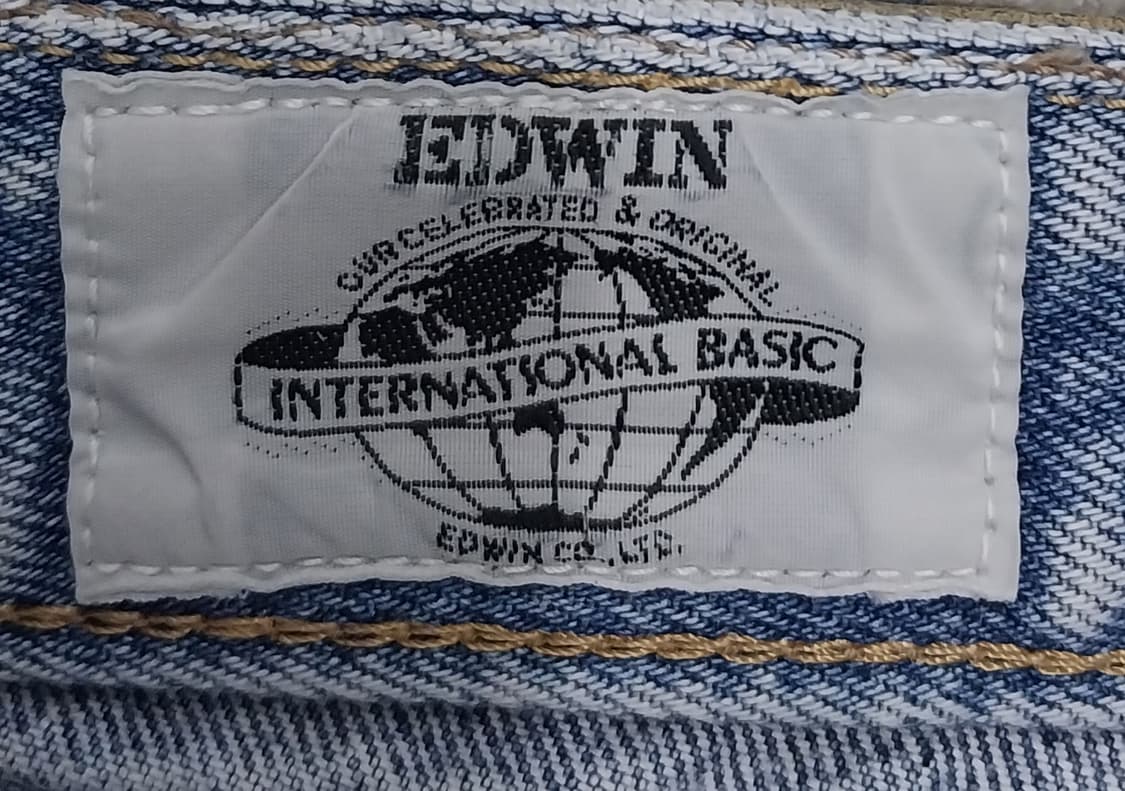 EDWIN
OUR CELEBRATED & ORIGINAL
INTERNATIONAL BASIC
EDWIN CO., LTD.